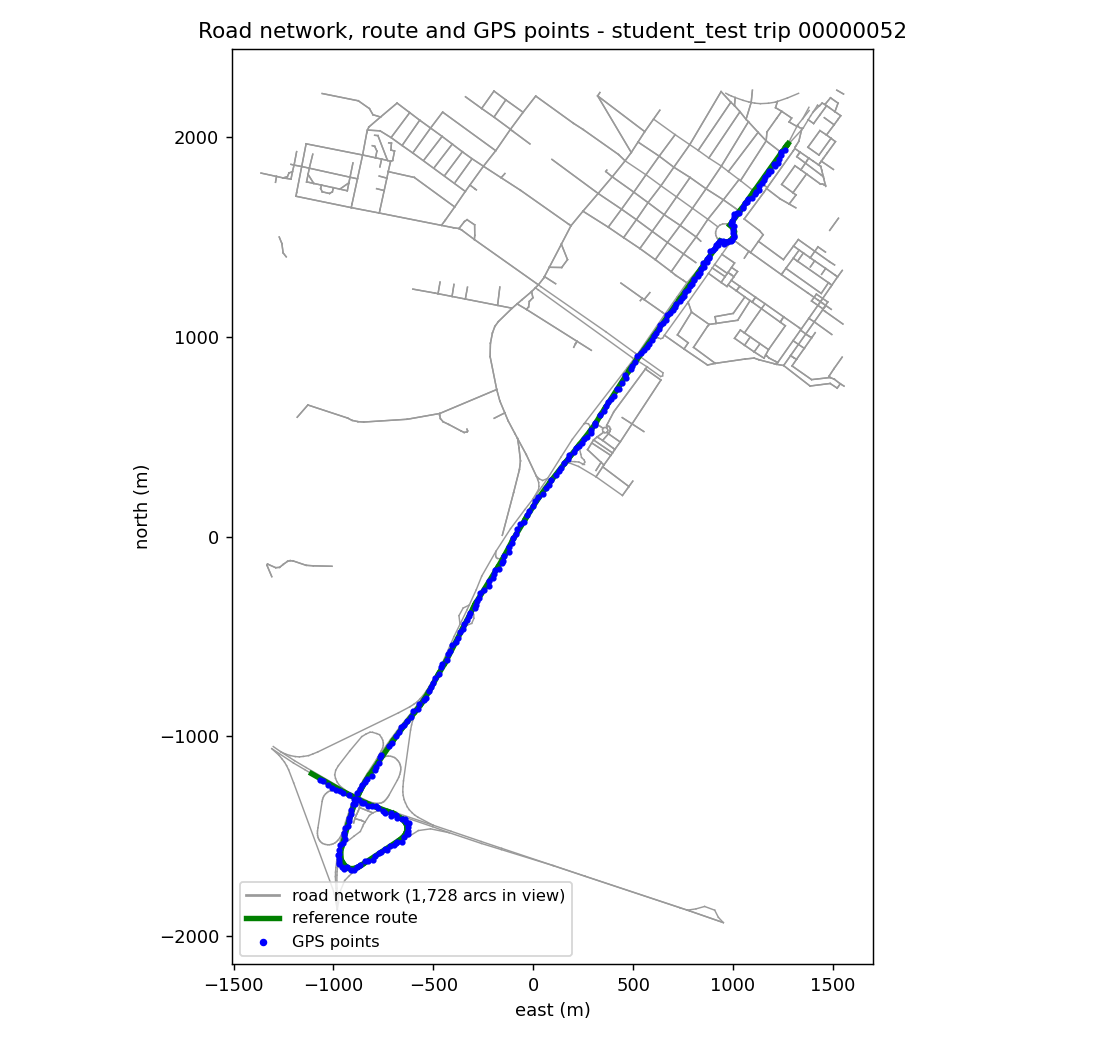 Road network, route and GPS points - student_test trip 00000052
2000
1000
0
−1000
−2000
north (m)
road network (1,728 arcs in view)
reference route
GPS points
−1500 −1000 −500 0 500 1000 1500
east (m)